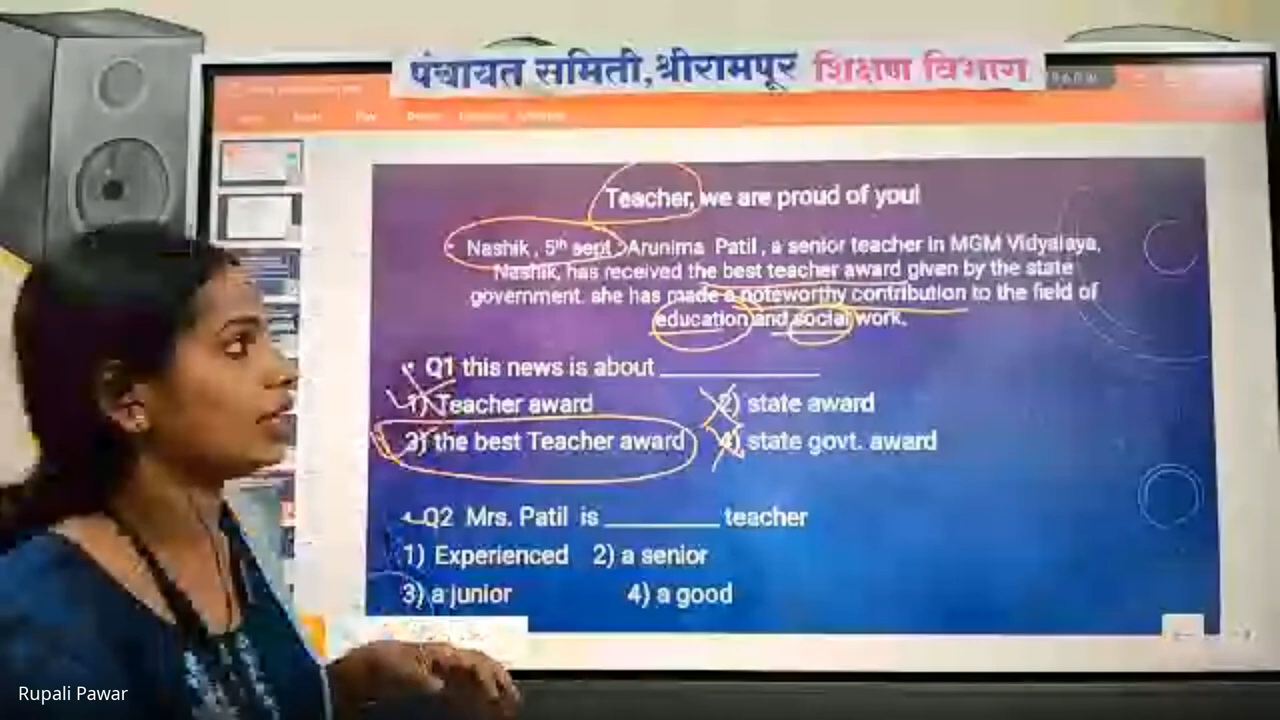 पंचायत समिती,श्रीरामपूर शिक्षण विभाग
Teacher, we are proud of you!
Nashik, 5th sept, Arunima Patil, a senior teacher in MGM Vidyalaya,
Nashik, has received the best teacher award given by the state
government. she has made a noteworthy contribution to the field of
education and social work.
Q1 this news is about ____________
1) Teacher award 2) state award
3) the best Teacher award 4) state govt. award
Q2 Mrs. Patil is _________ teacher
1) Experienced 2) a senior
3) a junior 4) a good
Rupali Pawar